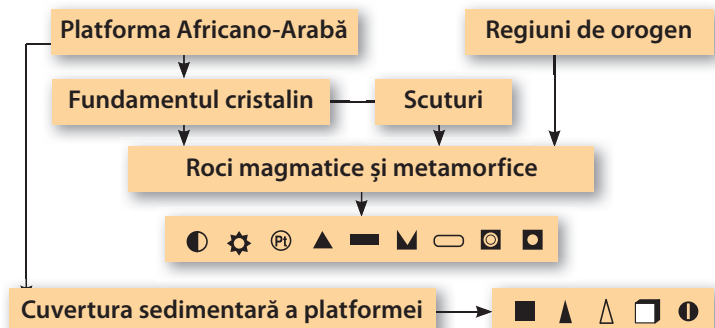 Platforma Africano-Arabă
Regiuni de orogen
Fundamentul cristalin
Scuturi
Roci magmatice și metamorfice
Pt
Cuvertura sedimentară a platformei